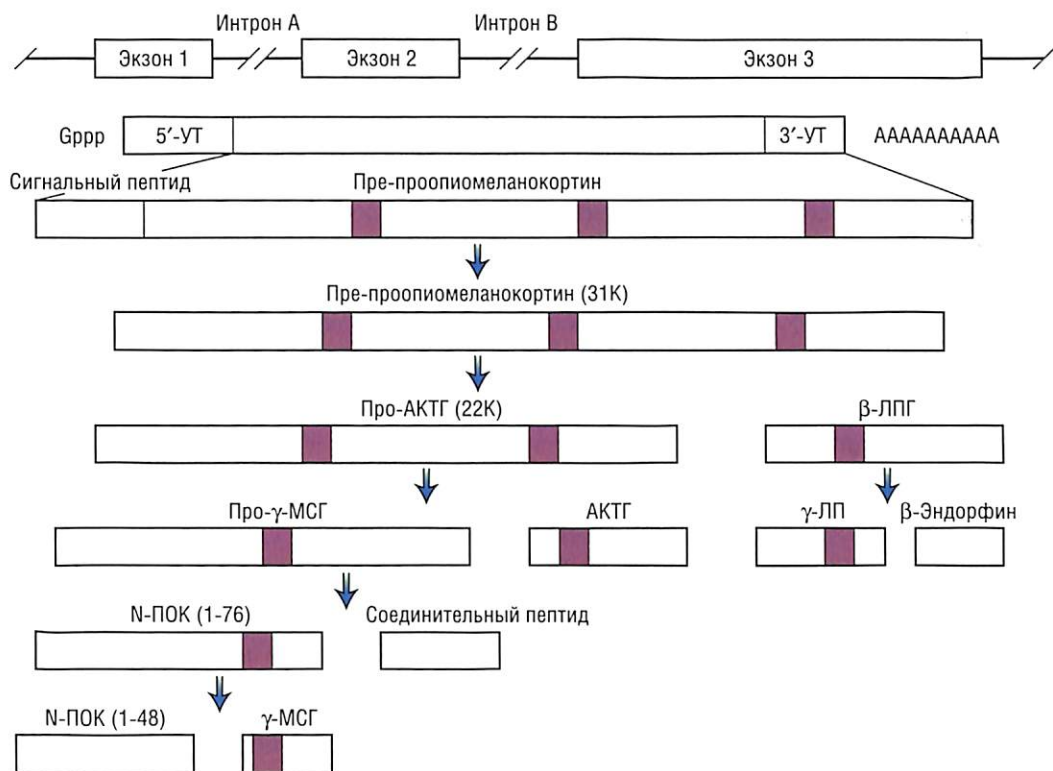 Интрон А Интрон В
Экзон 1 Экзон 2 Экзон 3
Gppp 5′-УТ 3′-УТ АААААААААА
Сигнальный пептид Пре-проопиомеланокортин
Пре-проопиомеланокортин (31К)
Про-АКТГ (22К) β-ЛПГ
Про-γ-МСГ АКТГ γ-ЛП β-Эндорфин
N-ПОК (1-76) Соединительный пептид
N-ПОК (1-48) γ-МСГ